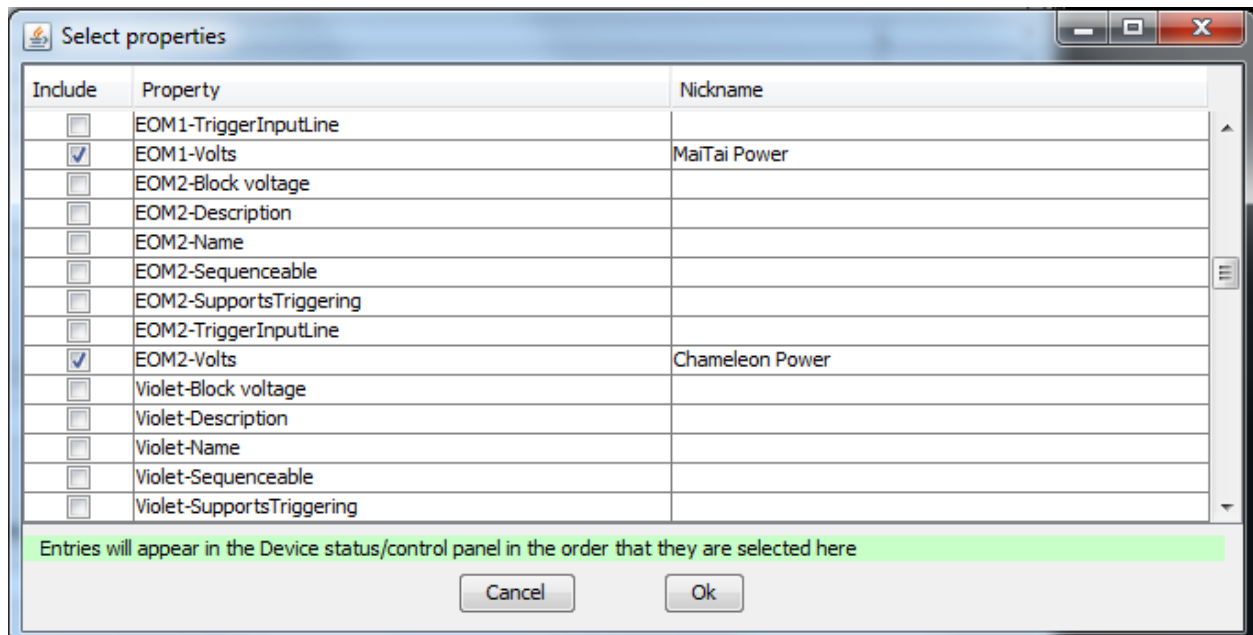 Select properties
Include Property Nickname
EOM1-TriggerInputLine
EOM1-Volts MaiTai Power
EOM2-Block voltage
EOM2-Description
EOM2-Name
EOM2-Sequenceable
EOM2-SupportsTriggering
EOM2-TriggerInputLine
EOM2-Volts Chameleon Power
Violet-Block voltage
Violet-Description
Violet-Name
Violet-Sequenceable
Violet-SupportsTriggering
Entries will appear in the Device status/control panel in the order that they are selected here
Cancel Ok